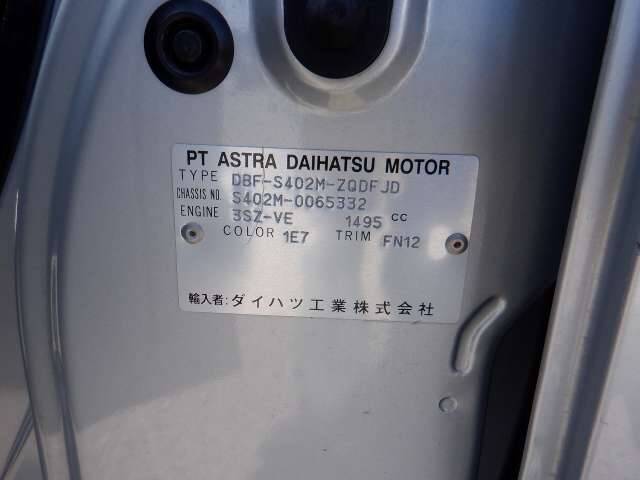 PT ASTRA DAIHATSU MOTOR
TYPE DBF-S402M-ZQDFJD
CHASSIS NO. S402M-0065332
ENGINE 3SZ-VE 1495 CC
COLOR 1E7 TRIM FN12
輸入者:ダイハツ工業株式会社